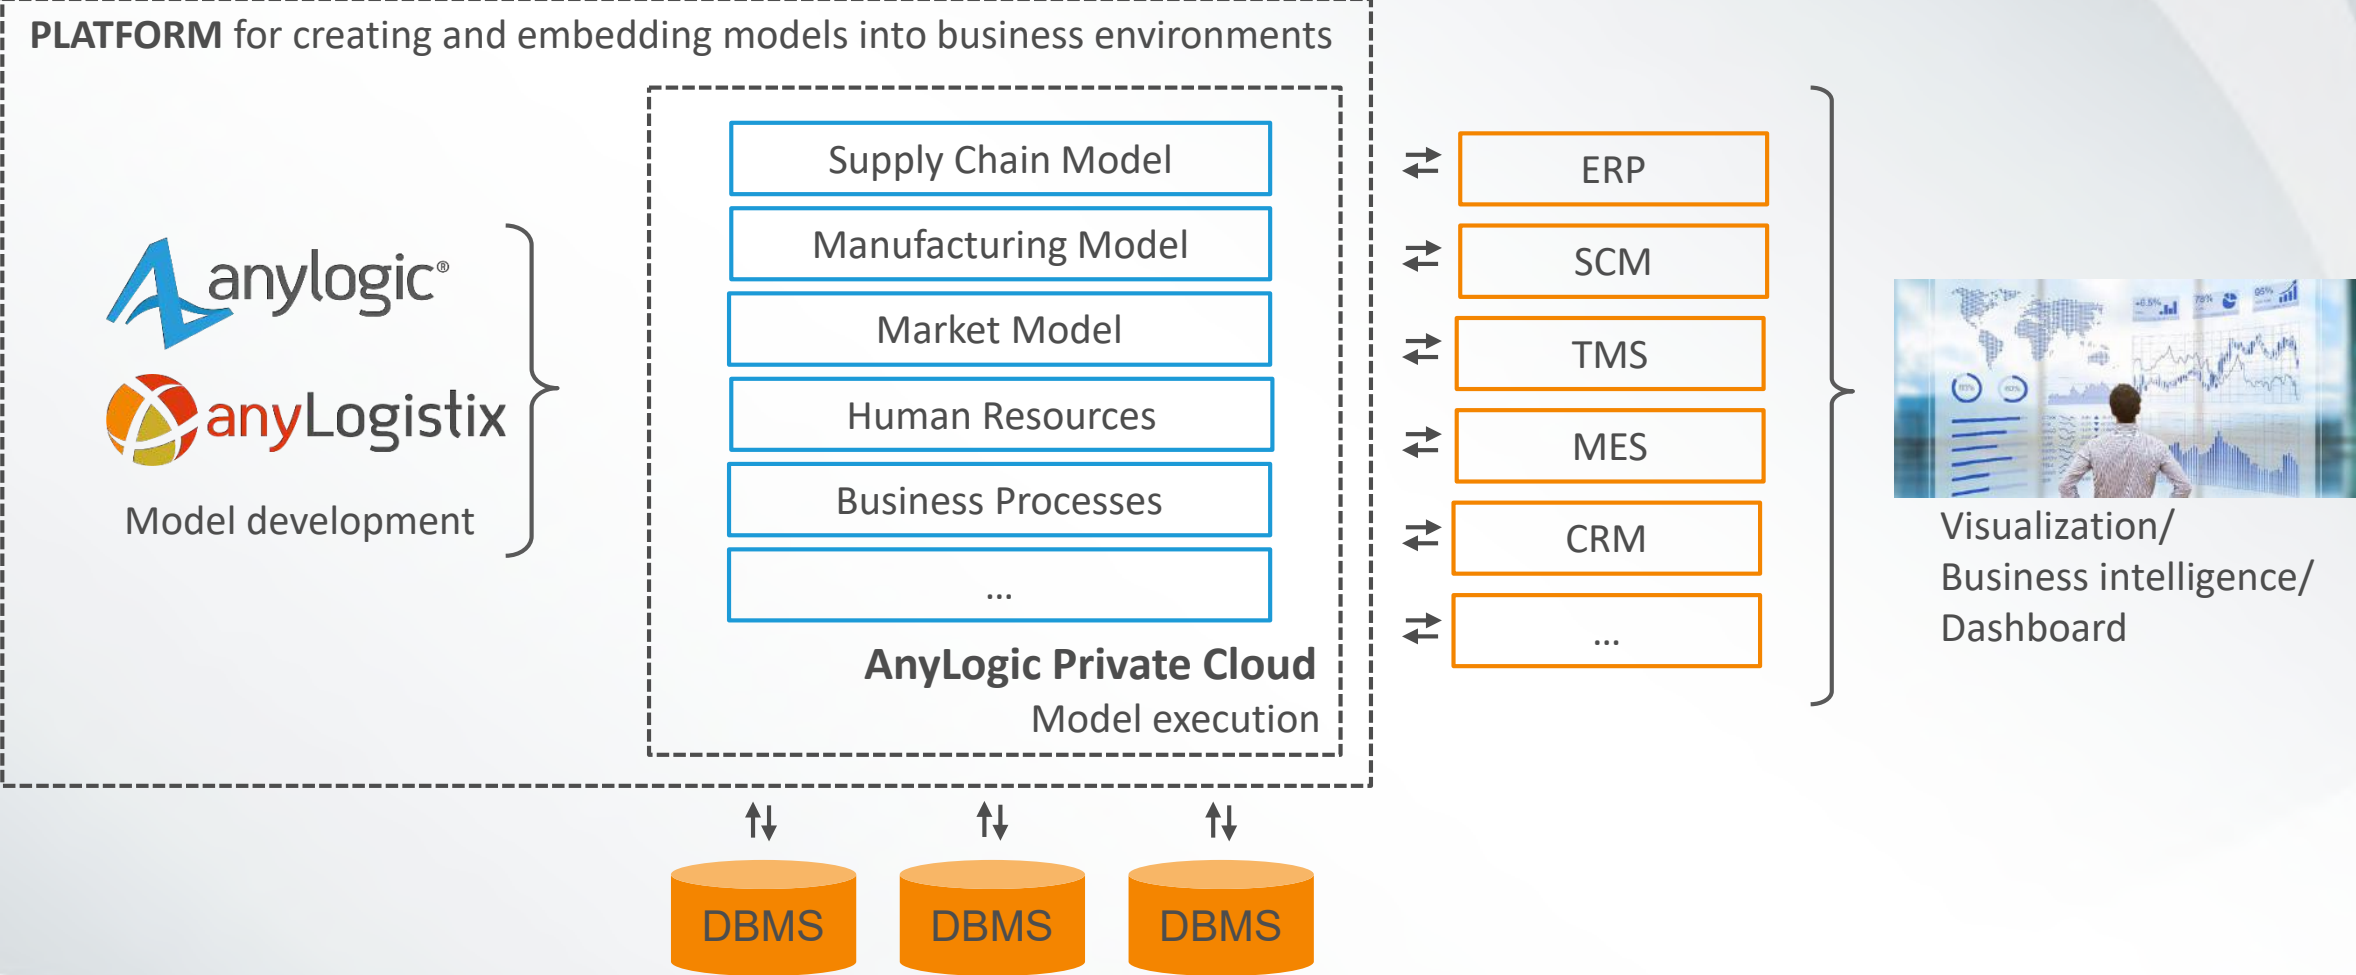 PLATFORM for creating and embedding models into business environments
anylogic®
anyLogistix
Model development
Supply Chain Model
Manufacturing Model
Market Model
Human Resources
Business Processes
...
AnyLogic Private Cloud
Model execution
ERP
SCM
TMS
MES
CRM
...
Visualization/
Business intelligence/
Dashboard
DBMS
DBMS
DBMS